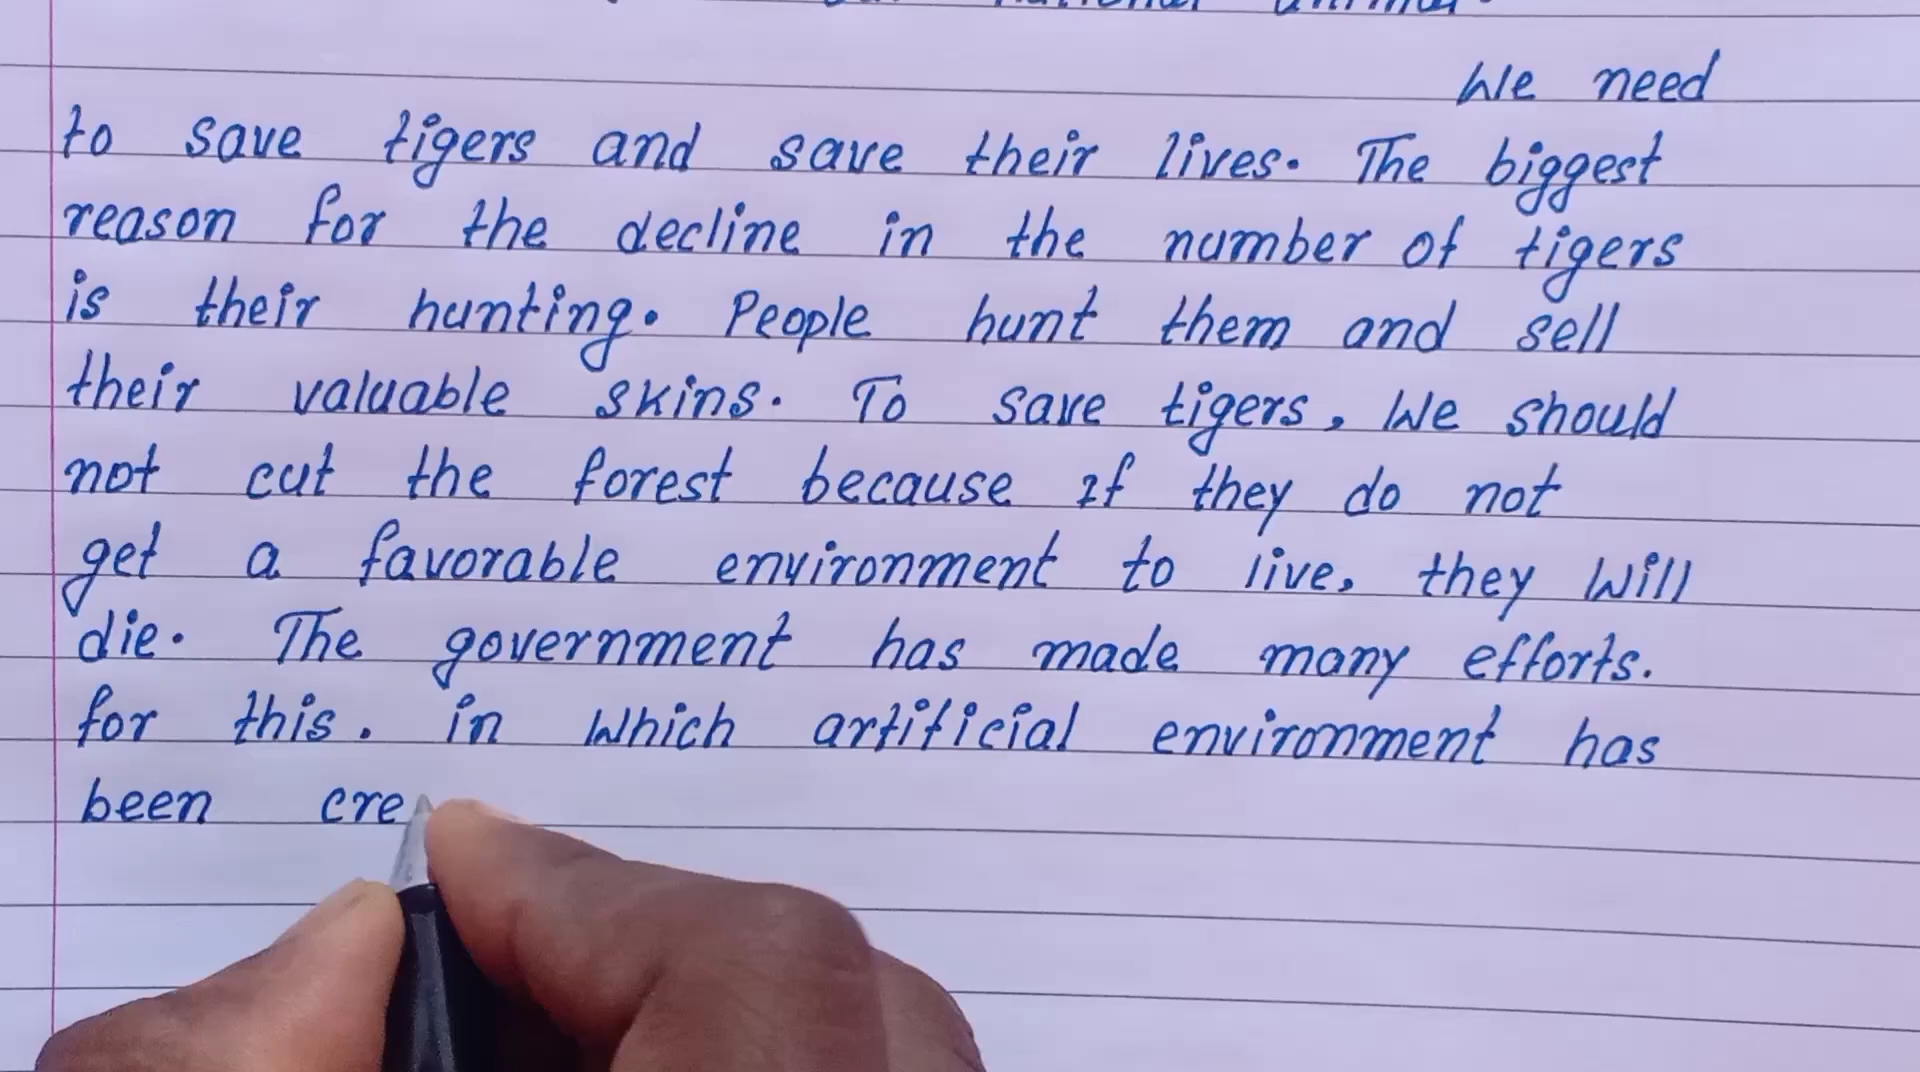 national animal.
We need
to save tigers and save their lives. The biggest
reason for the decline in the number of tigers
is their hunting. People hunt them and sell
their valuable skins. To save tigers, We should
not cut the forest because if they do not
get a favorable environment to live, they Will
die. The government has made many efforts.
for this. in Which artificial environment has
been cre